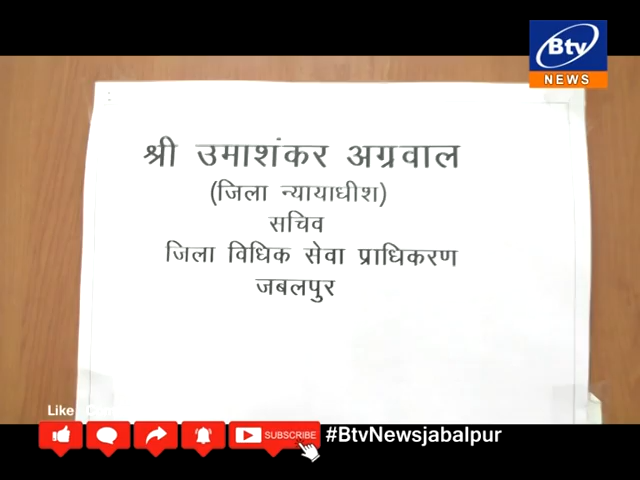 Btv
NEWS
श्री उमाशंकर अग्रवाल
(जिला न्यायाधीश)
सचिव
जिला विधिक सेवा प्राधिकरण
जबलपुर
Like
SUBSCRIBE
#BtvNewsjabalpur